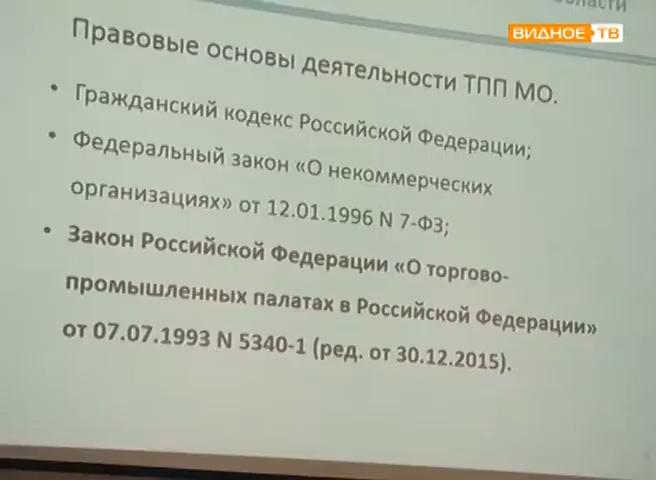 области
ВИДНОЕ ТВ
Правовые основы деятельности ТПП МО.
• Гражданский кодекс Российской Федерации;
• Федеральный закон «О некоммерческих
организациях» от 12.01.1996 N 7-ФЗ;
• Закон Российской Федерации «О торгово-
промышленных палатах в Российской Федерации»
от 07.07.1993 N 5340-1 (ред. от 30.12.2015).